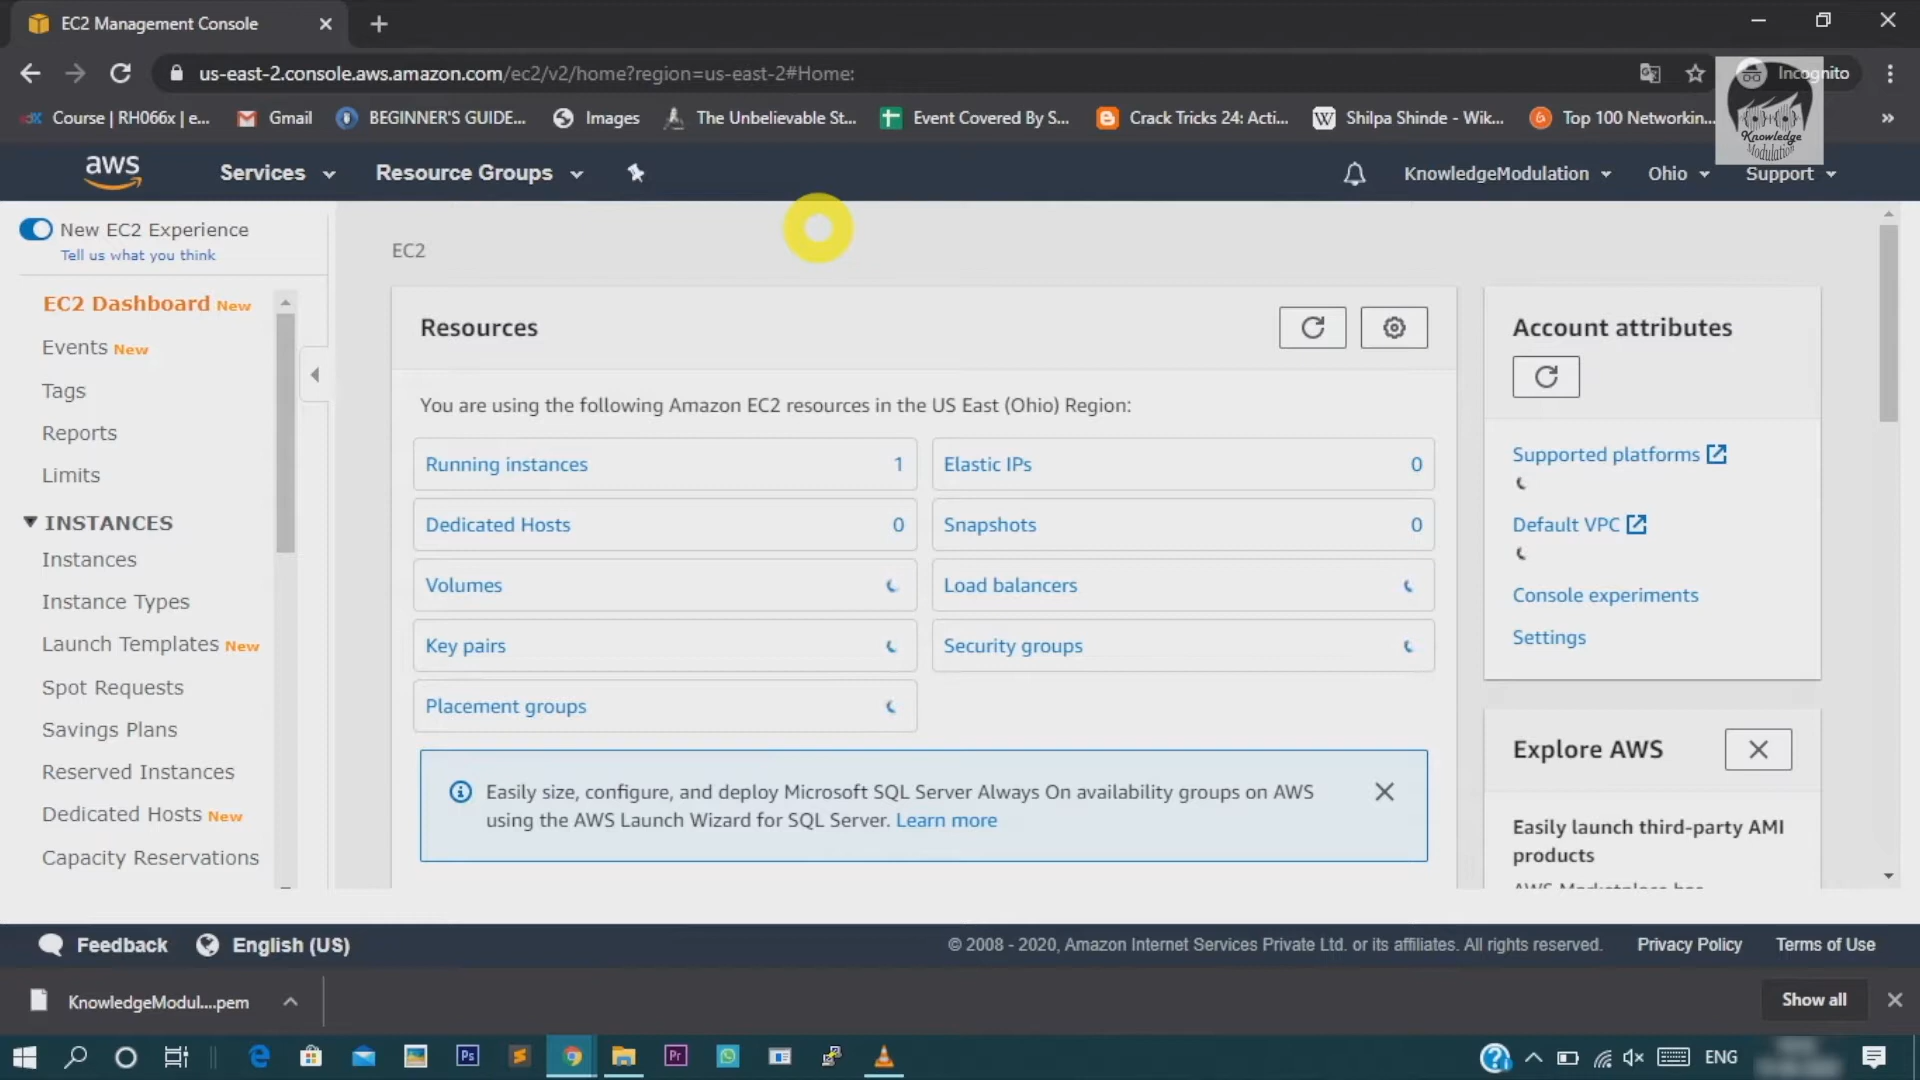 EC2 Management Console
us-east-2.console.aws.amazon.com/ec2/v2/home?region=us-east-2#Home:
Incognito
Course | RH066x | e...
Gmail
BEGINNER'S GUIDE...
Images
The Unbelievable St...
Event Covered By S...
Crack Tricks 24: Acti...
Shilpa Shinde - Wik...
Top 100 Networkin...
Knowledge
Modulation
aws
Services
Resource Groups
KnowledgeModulation
Ohio
Support
New EC2 Experience
Tell us what you think
EC2 Dashboard New
Events New
Tags
Reports
Limits
INSTANCES
Instances
Instance Types
Launch Templates New
Spot Requests
Savings Plans
Reserved Instances
Dedicated Hosts New
Capacity Reservations
EC2
Resources
You are using the following Amazon EC2 resources in the US East (Ohio) Region:
Running instances 1
Elastic IPs 0
Dedicated Hosts 0
Snapshots 0
Volumes
Load balancers
Key pairs
Security groups
Placement groups
Easily size, configure, and deploy Microsoft SQL Server Always On availability groups on AWS
using the AWS Launch Wizard for SQL Server. Learn more
Account attributes
Supported platforms
Default VPC
Console experiments
Settings
Explore AWS
Easily launch third-party AMI
products
AWS Marketplace has
Feedback
English (US)
© 2008 - 2020, Amazon Internet Services Private Ltd. or its affiliates. All rights reserved.
Privacy Policy
Terms of Use
KnowledgeModul....pem
Show all
Ps
Pr
ENG